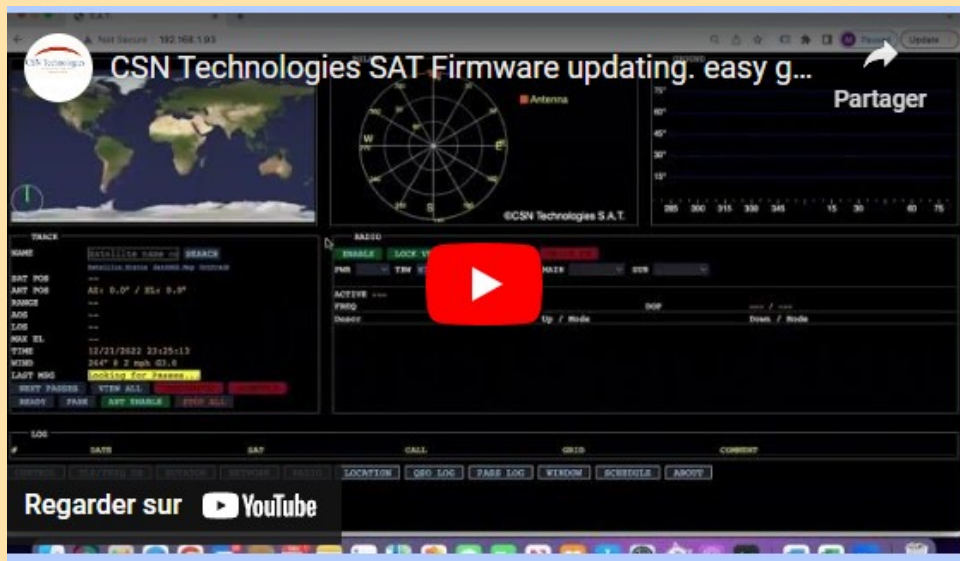 S.A.T.
Not Secure 192.168.1.93
Update
CSN Technologies
CSN Technologies SAT Firmware updating. easy g...
Partager
Antenna
W
E
S
©CSN Technologies S.A.T.
75°
60°
45°
30°
15°
285 300 315 330 345 15 30 60 75
TRACK
RADIO
NAME
SEARCH
ENABLE
PWR
TBW
MAIN
SUB
SAT POS --
ANT POS AZ: 0.0° / EL: 0.0°
RANGE --
AOS --
LOS --
MAX EL --
TIME 12/21/2022 23:25:13
WIND
LAST MSG Looking for Passes...
ACTIVE ---
FREQ
DOP
--- / ---
Descr
Up / Mode
Down / Mode
NEXT PASSES VIEW ALL
READY PARK ANT ENABLE STOP ALL
LOG
# DATE SAT CALL GRID COMMENT
LOCATION QSO LOG PASS LOG WINDOW SCHEDULE ABOUT
Regarder sur YouTube